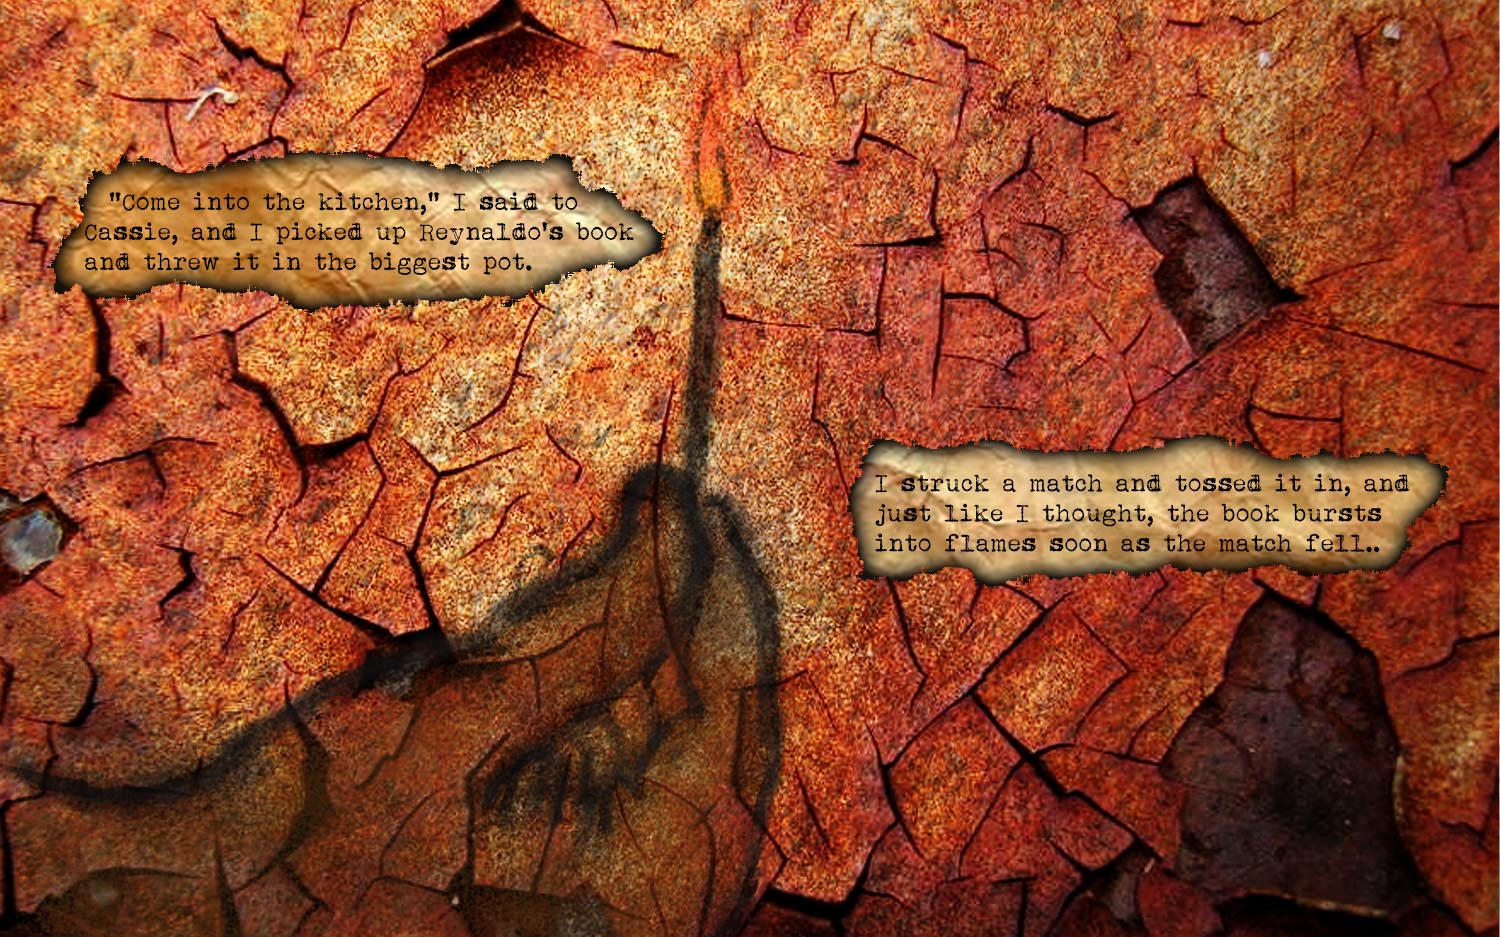 "Come into the kitchen," I said to
Cassie, and I picked up Reynaldo's book
and threw it in the biggest pot.
I struck a match and tossed it in, and
just like I thought, the book bursts
into flames soon as the match fell..